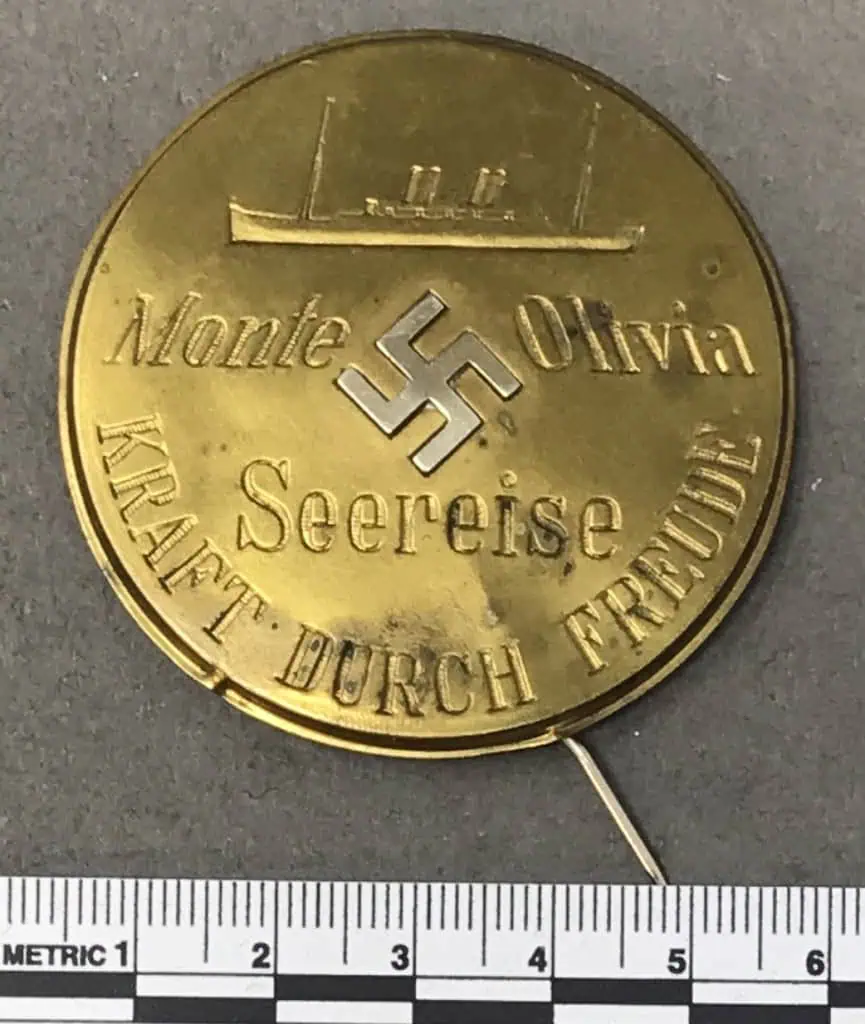 Monte Olivia
Seereise
KRAFT DURCH FREUDE
METRIC 1 2 3 4 5 6